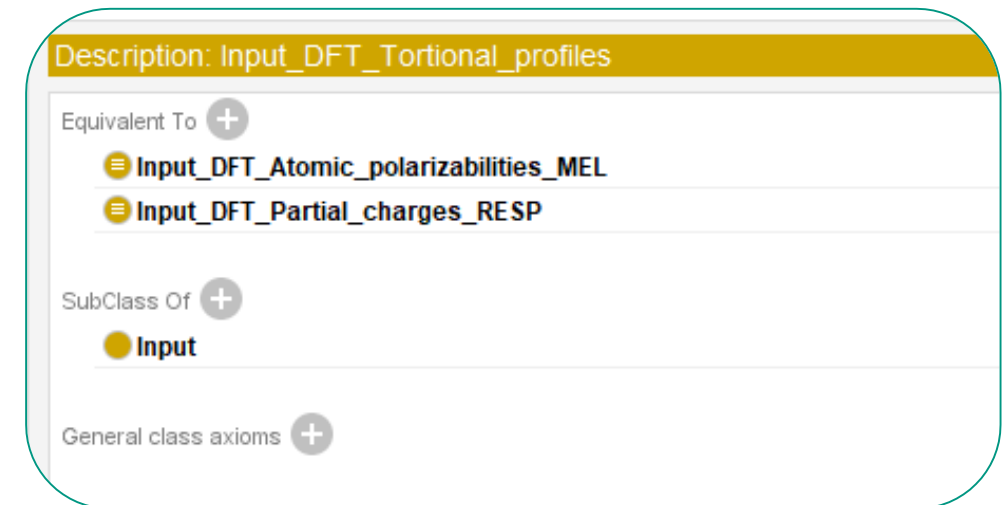 Description: Input_DFT_Tortional_profiles
Equivalent To
Input_DFT_Atomic_polarizabilities_MEL
Input_DFT_Partial_charges_RESP
SubClass Of
Input
General class axioms